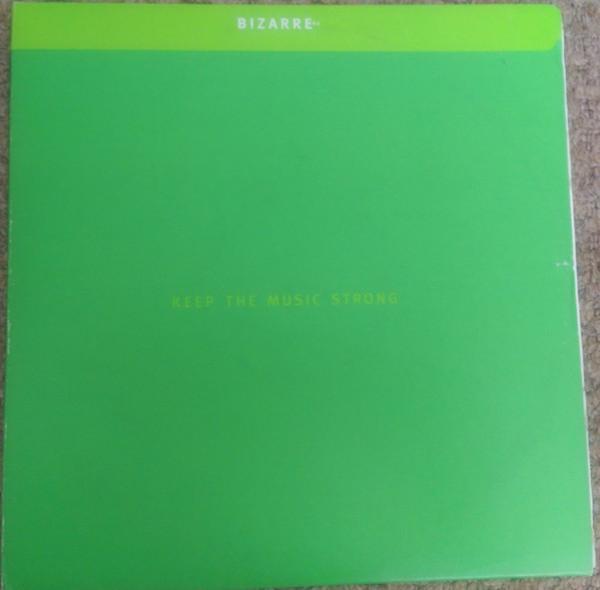 BIZARRE
KEEP THE MUSIC STRONG